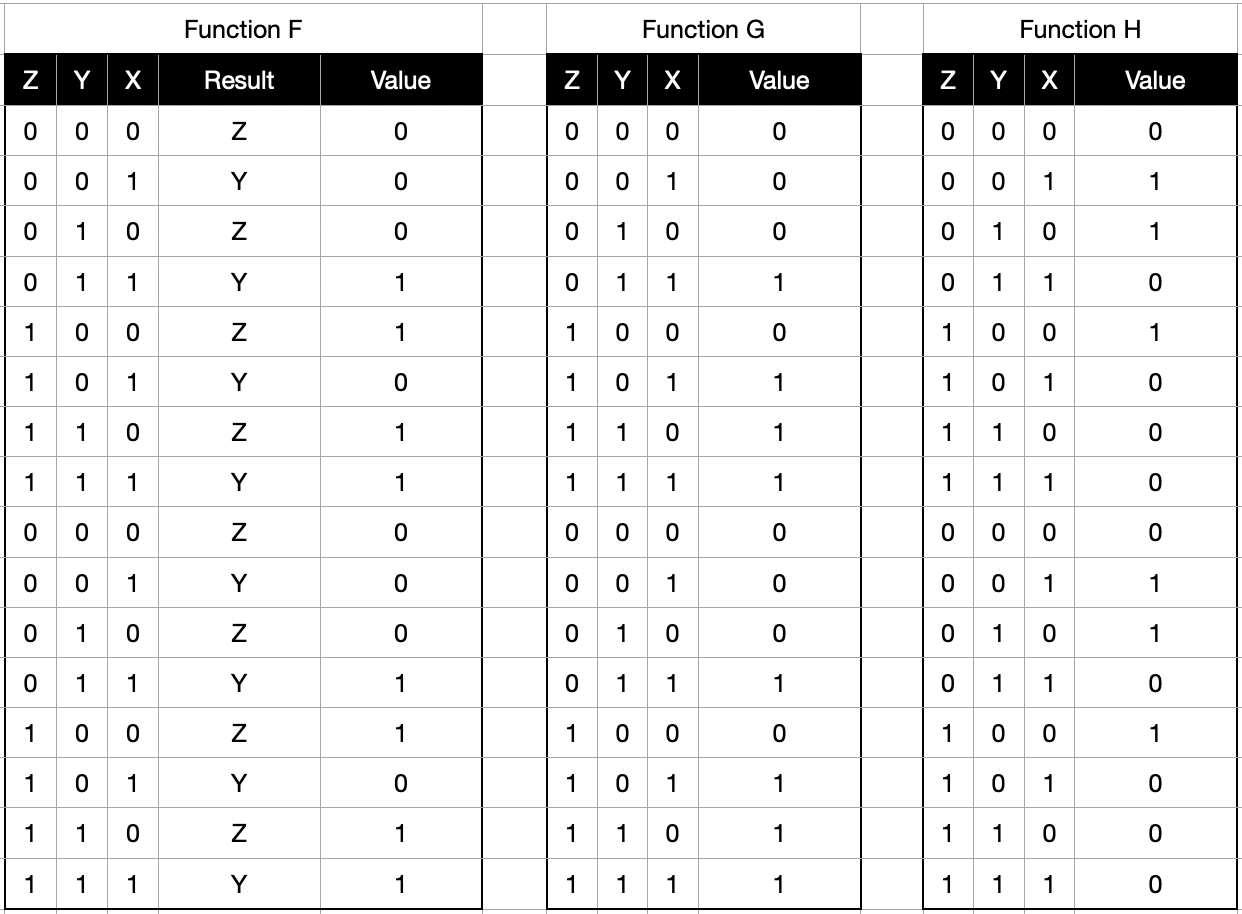 Function F Function G Function H
Z Y X Result Value Z Y X Value Z Y X Value
0 0 0 Z 0 0 0 0 0 0 0 0 0
0 0 1 Y 0 0 0 1 0 0 0 1 1
0 1 0 Z 0 0 1 0 0 0 1 0 1
0 1 1 Y 1 0 1 1 1 0 1 1 0
1 0 0 Z 1 1 0 0 0 1 0 0 1
1 0 1 Y 0 1 0 1 1 1 0 1 0
1 1 0 Z 1 1 1 0 1 1 1 0 0
1 1 1 Y 1 1 1 1 1 1 1 1 0
0 0 0 Z 0 0 0 0 0 0 0 0 0
0 0 1 Y 0 0 0 1 0 0 0 1 1
0 1 0 Z 0 0 1 0 0 0 1 0 1
0 1 1 Y 1 0 1 1 1 0 1 1 0
1 0 0 Z 1 1 0 0 0 1 0 0 1
1 0 1 Y 0 1 0 1 1 1 0 1 0
1 1 0 Z 1 1 1 0 1 1 1 0 0
1 1 1 Y 1 1 1 1 1 1 1 1 0